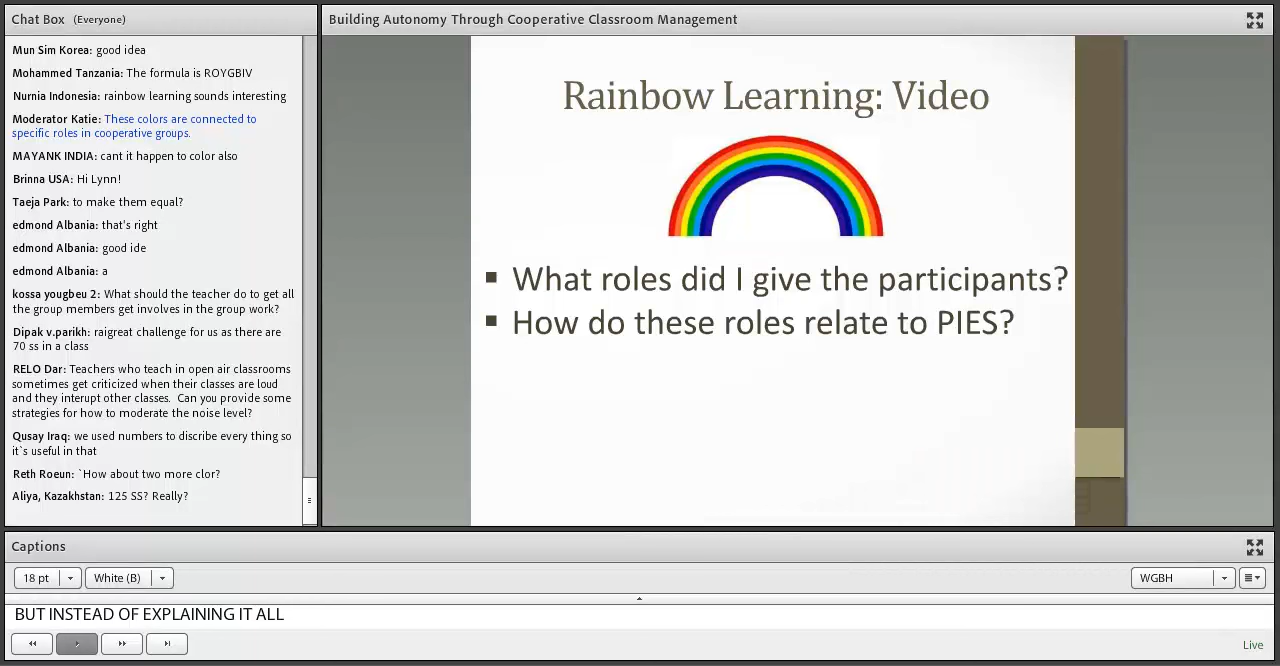 Chat Box (Everyone)
Mun Sim Korea: good idea
Mohammed Tanzania: The formula is ROYGBIV
Nurnia Indonesia: rainbow learning sounds interesting
Moderator Katie: These colors are connected to
specific roles in cooperative groups.
MAYANK INDIA: cant it happen to color also
Brinna USA: Hi Lynn!
Taeja Park: to make them equal?
edmond Albania: that's right
edmond Albania: good ide
edmond Albania: a
kossa yougbeu 2: What should the teacher do to get all
the group members get involves in the group work?
Dipak v.parikh: raigreat challenge for us as there are
70 ss in a class
RELO Dar: Teachers who teach in open air classrooms
sometimes get criticized when their classes are loud
and they interupt other classes. Can you provide some
strategies for how to moderate the noise level?
Qusay Iraq: we used numbers to discribe every thing so
it`s useful in that
Reth Roeun: `How about two more clor?
Aliya, Kazakhstan: 125 SS? Really?
Building Autonomy Through Cooperative Classroom Management
Rainbow Learning: Video
▪ What roles did I give the participants?
▪ How do these roles relate to PIES?
Captions
18 pt
White (B)
WGBH
BUT INSTEAD OF EXPLAINING IT ALL
Live